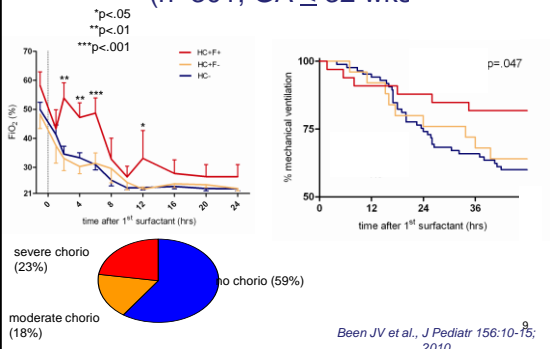 *p<.05
**p<.01
***p<.001
HC+F+
HC+F-
HC-
** ** *** *
FiO2 (%)
70
60
50
40
30
21
0 4 8 12 16 20 24
time after 1st surfactant (hrs)
p=.047
% mechanical ventilation
100
75
50
0 12 24 36
time after 1st surfactant (hrs)
severe chorio
(23%)
no chorio (59%)
moderate chorio
(18%)
9
Been JV et al., J Pediatr 156:10-15;
2010